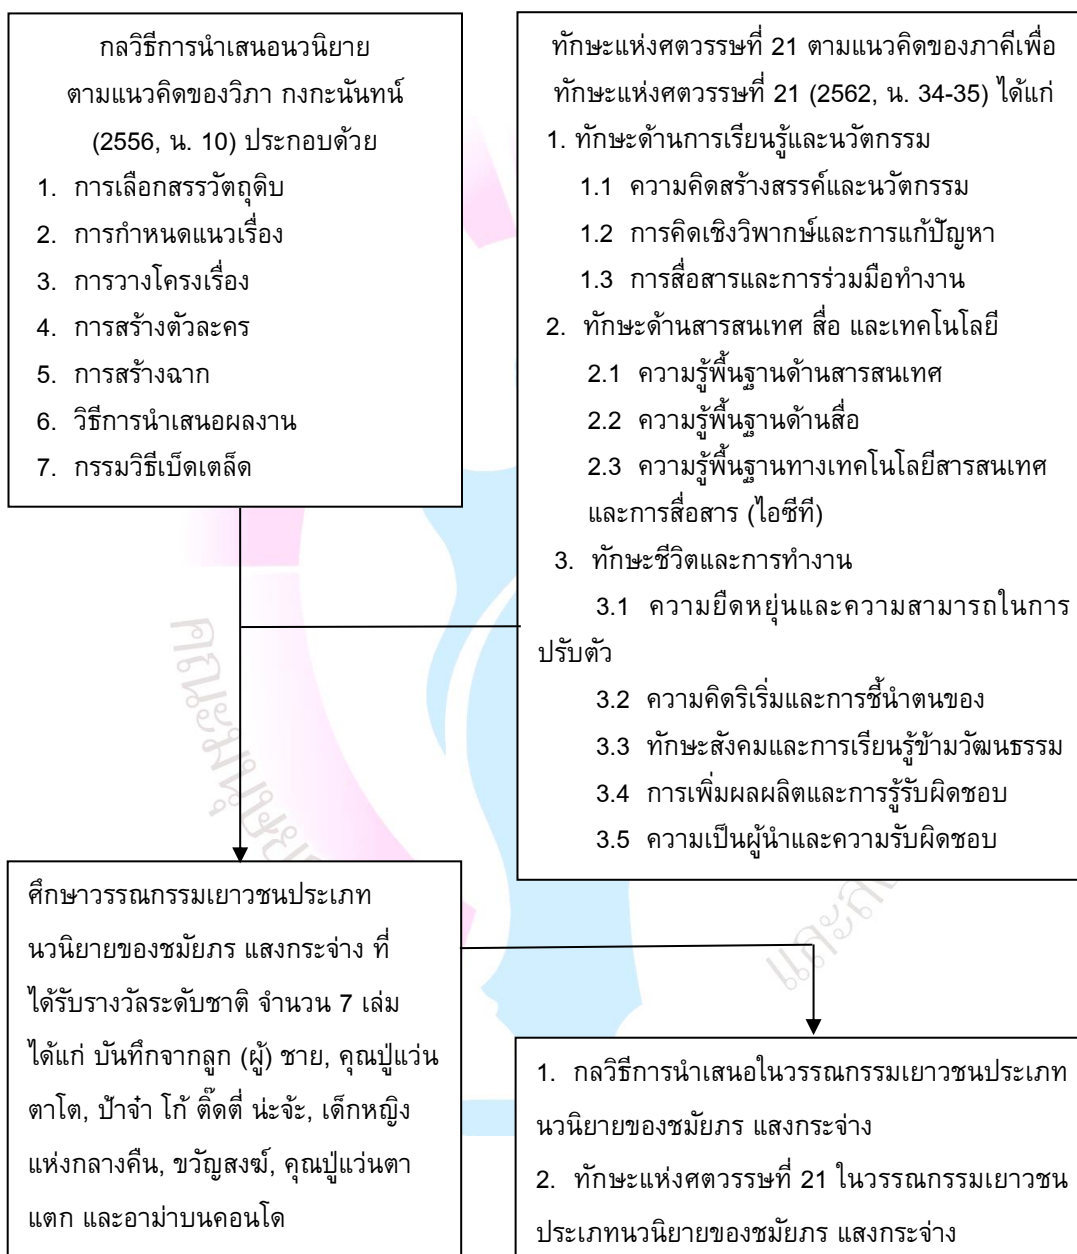 กลวิธีการนำเสนอนวนิยาย
ตามแนวคิดของวิภา กงกะนันทน์
(2556, น. 10) ประกอบด้วย
1. การเลือกสรรวัตถุดิบ
2. การกำหนดแนวเรื่อง
3. การวางโครงเรื่อง
4. การสร้างตัวละคร
5. การสร้างฉาก
6. วิธีการนำเสนอผลงาน
7. กรรมวิธีเบ็ดเตล็ด
ทักษะแห่งศตวรรษที่ 21 ตามแนวคิดของภาคีเพื่อ
ทักษะแห่งศตวรรษที่ 21 (2562, น. 34-35) ได้แก่
1. ทักษะด้านการเรียนรู้และนวัตกรรม
1.1 ความคิดสร้างสรรค์และนวัตกรรม
1.2 การคิดเชิงวิพากษ์และการแก้ปัญหา
1.3 การสื่อสารและการร่วมมือทำงาน
2. ทักษะด้านสารสนเทศ สื่อ และเทคโนโลยี
2.1 ความรู้พื้นฐานด้านสารสนเทศ
2.2 ความรู้พื้นฐานด้านสื่อ
2.3 ความรู้พื้นฐานทางเทคโนโลยีสารสนเทศ
และการสื่อสาร (ไอซีที)
3. ทักษะชีวิตและการทำงาน
3.1 ความยืดหยุ่นและความสามารถในการ
ปรับตัว
3.2 ความคิดริเริ่มและการชี้นำตนของ
3.3 ทักษะสังคมและการเรียนรู้ข้ามวัฒนธรรม
3.4 การเพิ่มผลผลิตและการรู้รับผิดชอบ
3.5 ความเป็นผู้นำและความรับผิดชอบ
ศึกษาวรรณกรรมเยาวชนประเภท
นวนิยายของชมัยภร แสงกระจ่าง ที่
ได้รับรางวัลระดับชาติ จำนวน 7 เล่ม
ได้แก่ บันทึกจากลูก (ผู้) ชาย, คุณปู่แว่น
ตาโต, ป้าจ๋า โก้ ติ๊ดตี่ น่ะจ้ะ, เด็กหญิง
แห่งกลางคืน, ขวัญสงฆ์, คุณปู่แว่นตา
แตก และอาม่าบนคอนโด
1. กลวิธีการนำเสนอในวรรณกรรมเยาวชนประเภท
นวนิยายของชมัยภร แสงกระจ่าง
2. ทักษะแห่งศตวรรษที่ 21 ในวรรณกรรมเยาวชน
ประเภทนวนิยายของชมัยภร แสงกระจ่าง